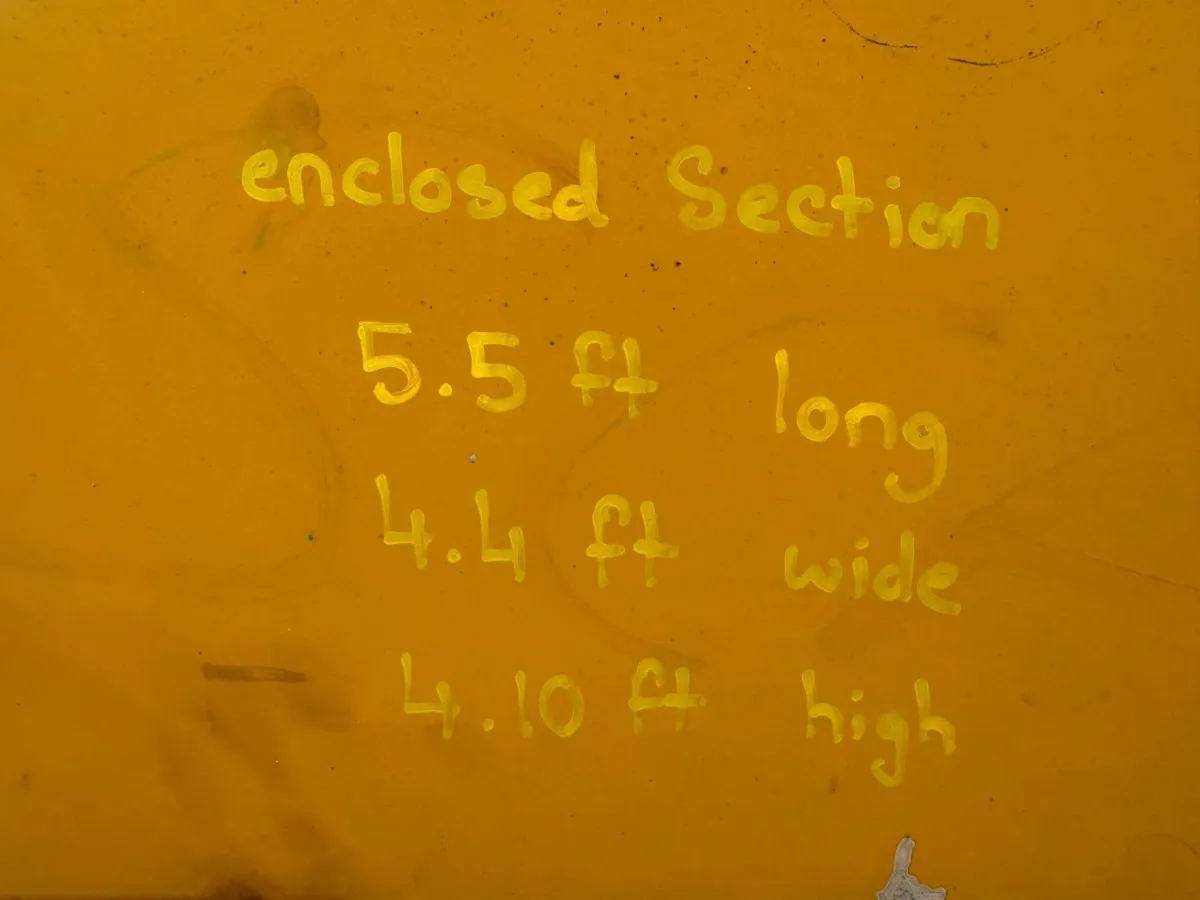 enclosed Section
5.5 ft long
4.4 ft wide
4.10 ft high